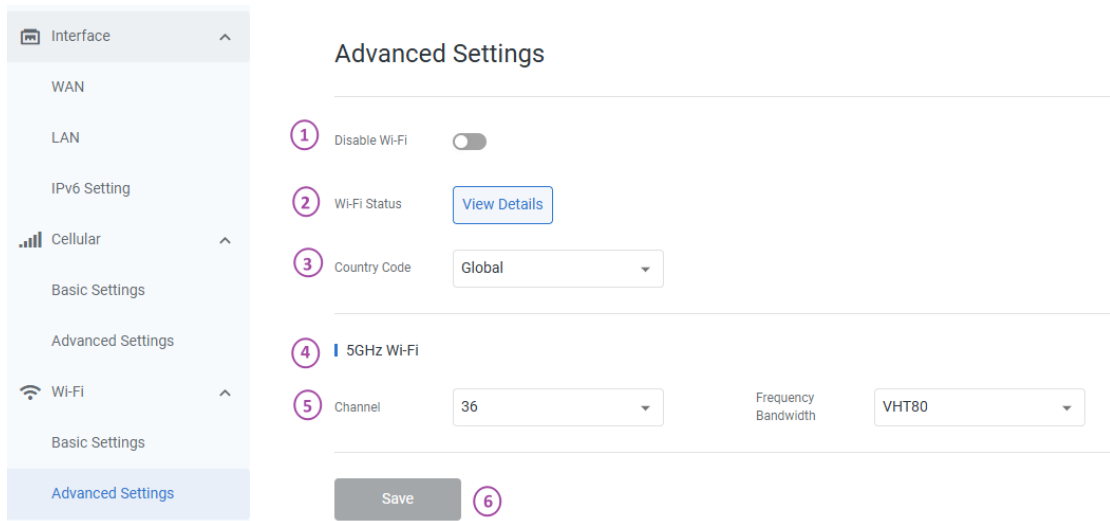 Interface
WAN
LAN
IPv6 Setting
Cellular
Basic Settings
Advanced Settings
Wi-Fi
Basic Settings
Advanced Settings
Advanced Settings
1 Disable Wi-Fi
2 Wi-Fi Status View Details
3 Country Code Global
4 5GHz Wi-Fi
5 Channel 36 Frequency Bandwidth VHT80
Save 6